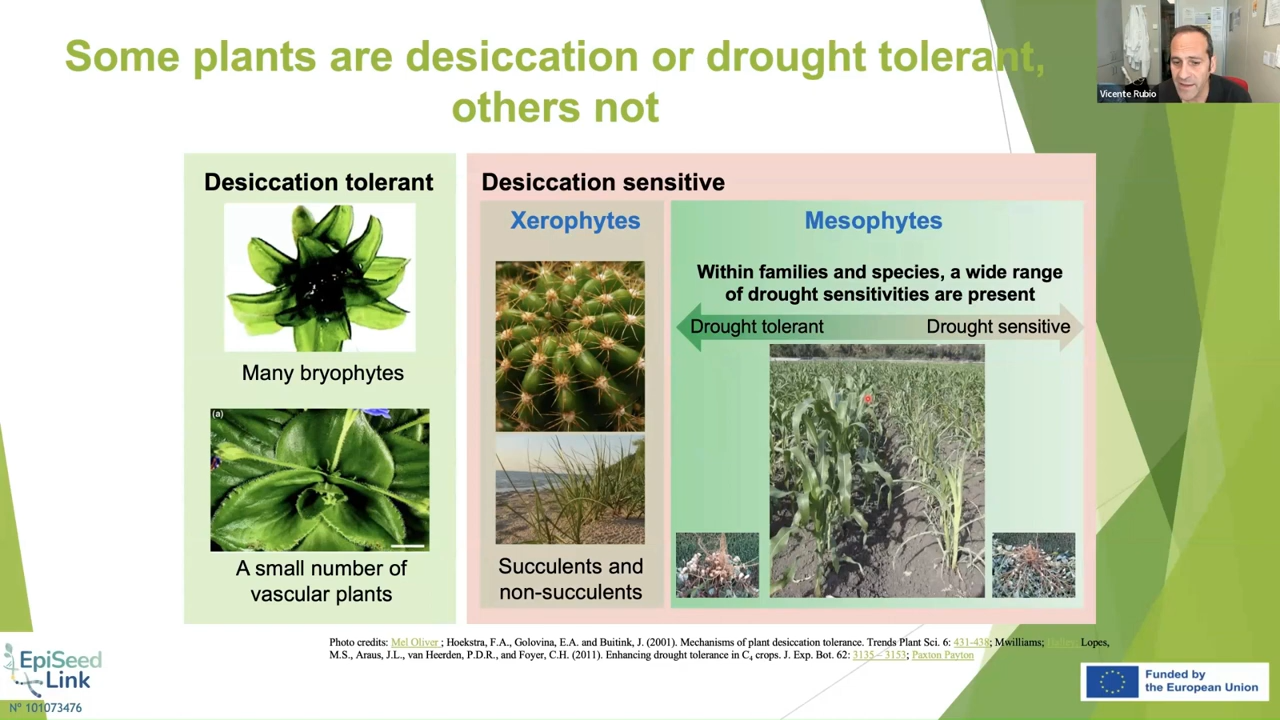 Some plants are desiccation or drought tolerant,
others not
Vicente Rubio
Desiccation tolerant
Many bryophytes
(a)
A small number of
vascular plants
Desiccation sensitive
Xerophytes
Succulents and
non-succulents
Mesophytes
Within families and species, a wide range
of drought sensitivities are present
Drought tolerant
Drought sensitive
Photo credits: Mel Oliver ; Hoekstra, F.A., Golovina, E.A. and Buitink, J. (2001). Mechanisms of plant desiccation tolerance. Trends Plant Sci. 6: 431-438; Mwilliams; Lopes,
M.S., Araus, J.L., van Heerden, P.D.R., and Foyer, C.H. (2011). Enhancing drought tolerance in C4 crops. J. Exp. Bot. 62: 3135 – 3153; Paxton Payton
EpiSeed
Link
Nº 101073476
Funded by
the European Union